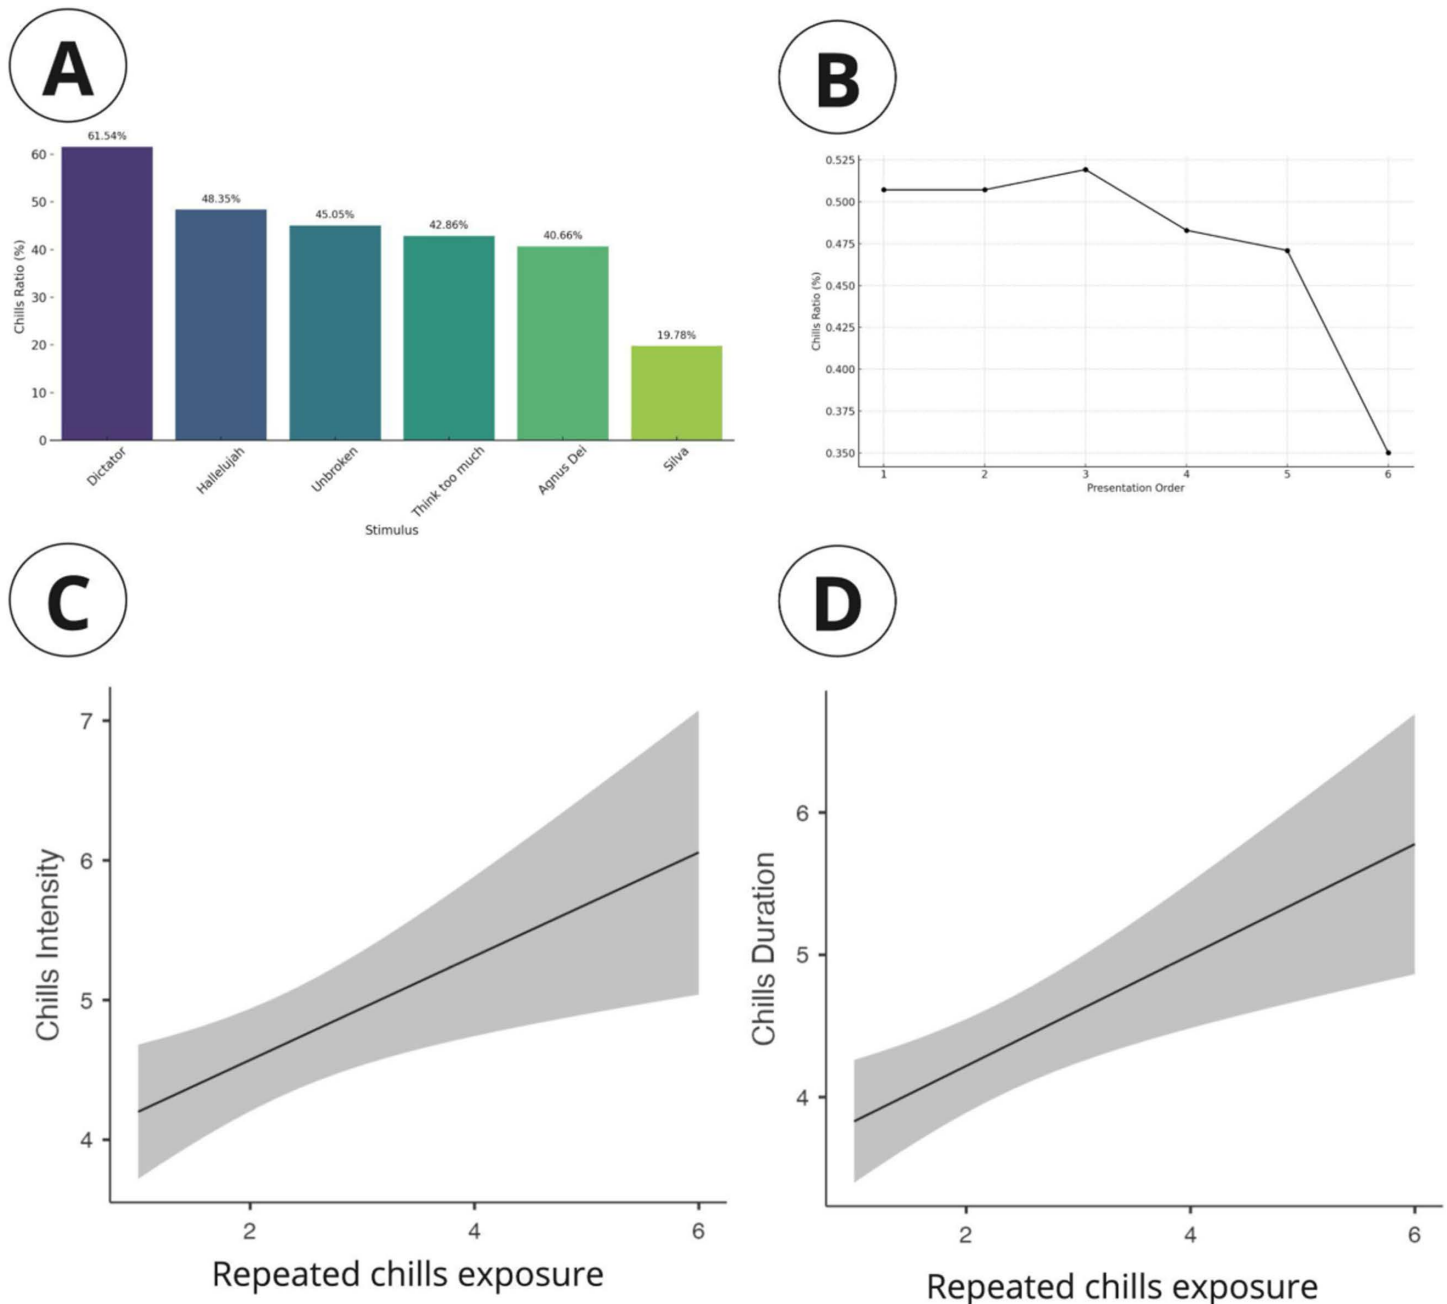 A
61.54%
48.35%
45.05%
42.86%
40.66%
19.78%
60
50
40
30
20
10
0
Chills Ratio (%)
Dictator
Hallelujah
Unbroken
Think too much
Agnus Dei
Silva
Stimulus
B
0.525
0.500
0.475
0.450
0.425
0.400
0.375
0.350
Chills Ratio (%)
1 2 3 4 5 6
Presentation Order
C
7
6
5
4
Chills Intensity
2 4 6
Repeated chills exposure
D
6
5
4
Chills Duration
2 4 6
Repeated chills exposure